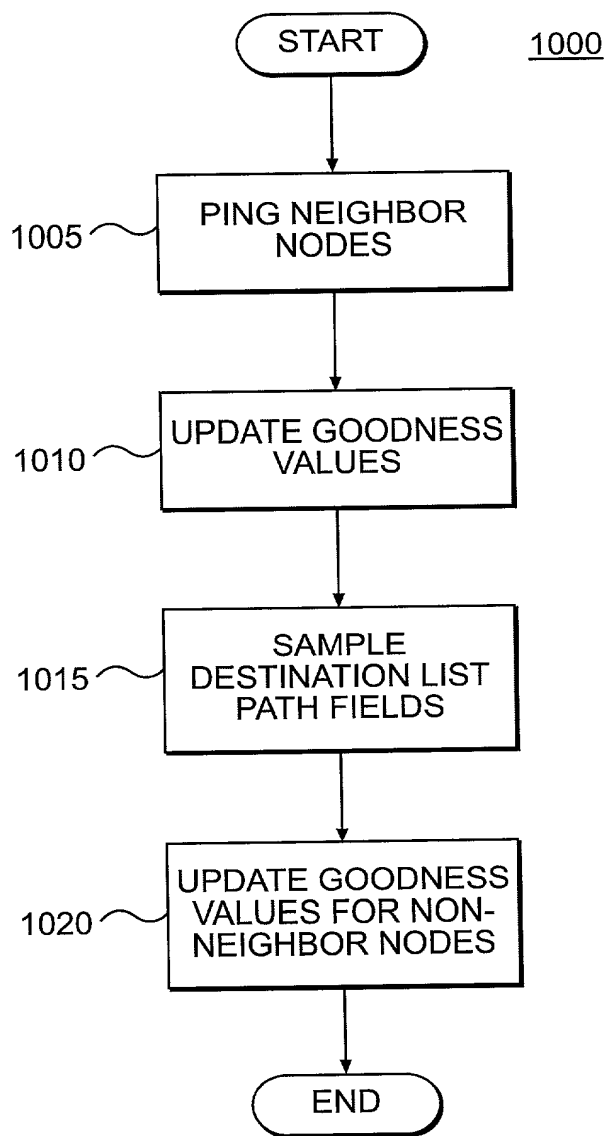 START
1000
1005
PING NEIGHBOR
NODES
1010
UPDATE GOODNESS
VALUES
1015
SAMPLE
DESTINATION LIST
PATH FIELDS
1020
UPDATE GOODNESS
VALUES FOR NON-
NEIGHBOR NODES
END